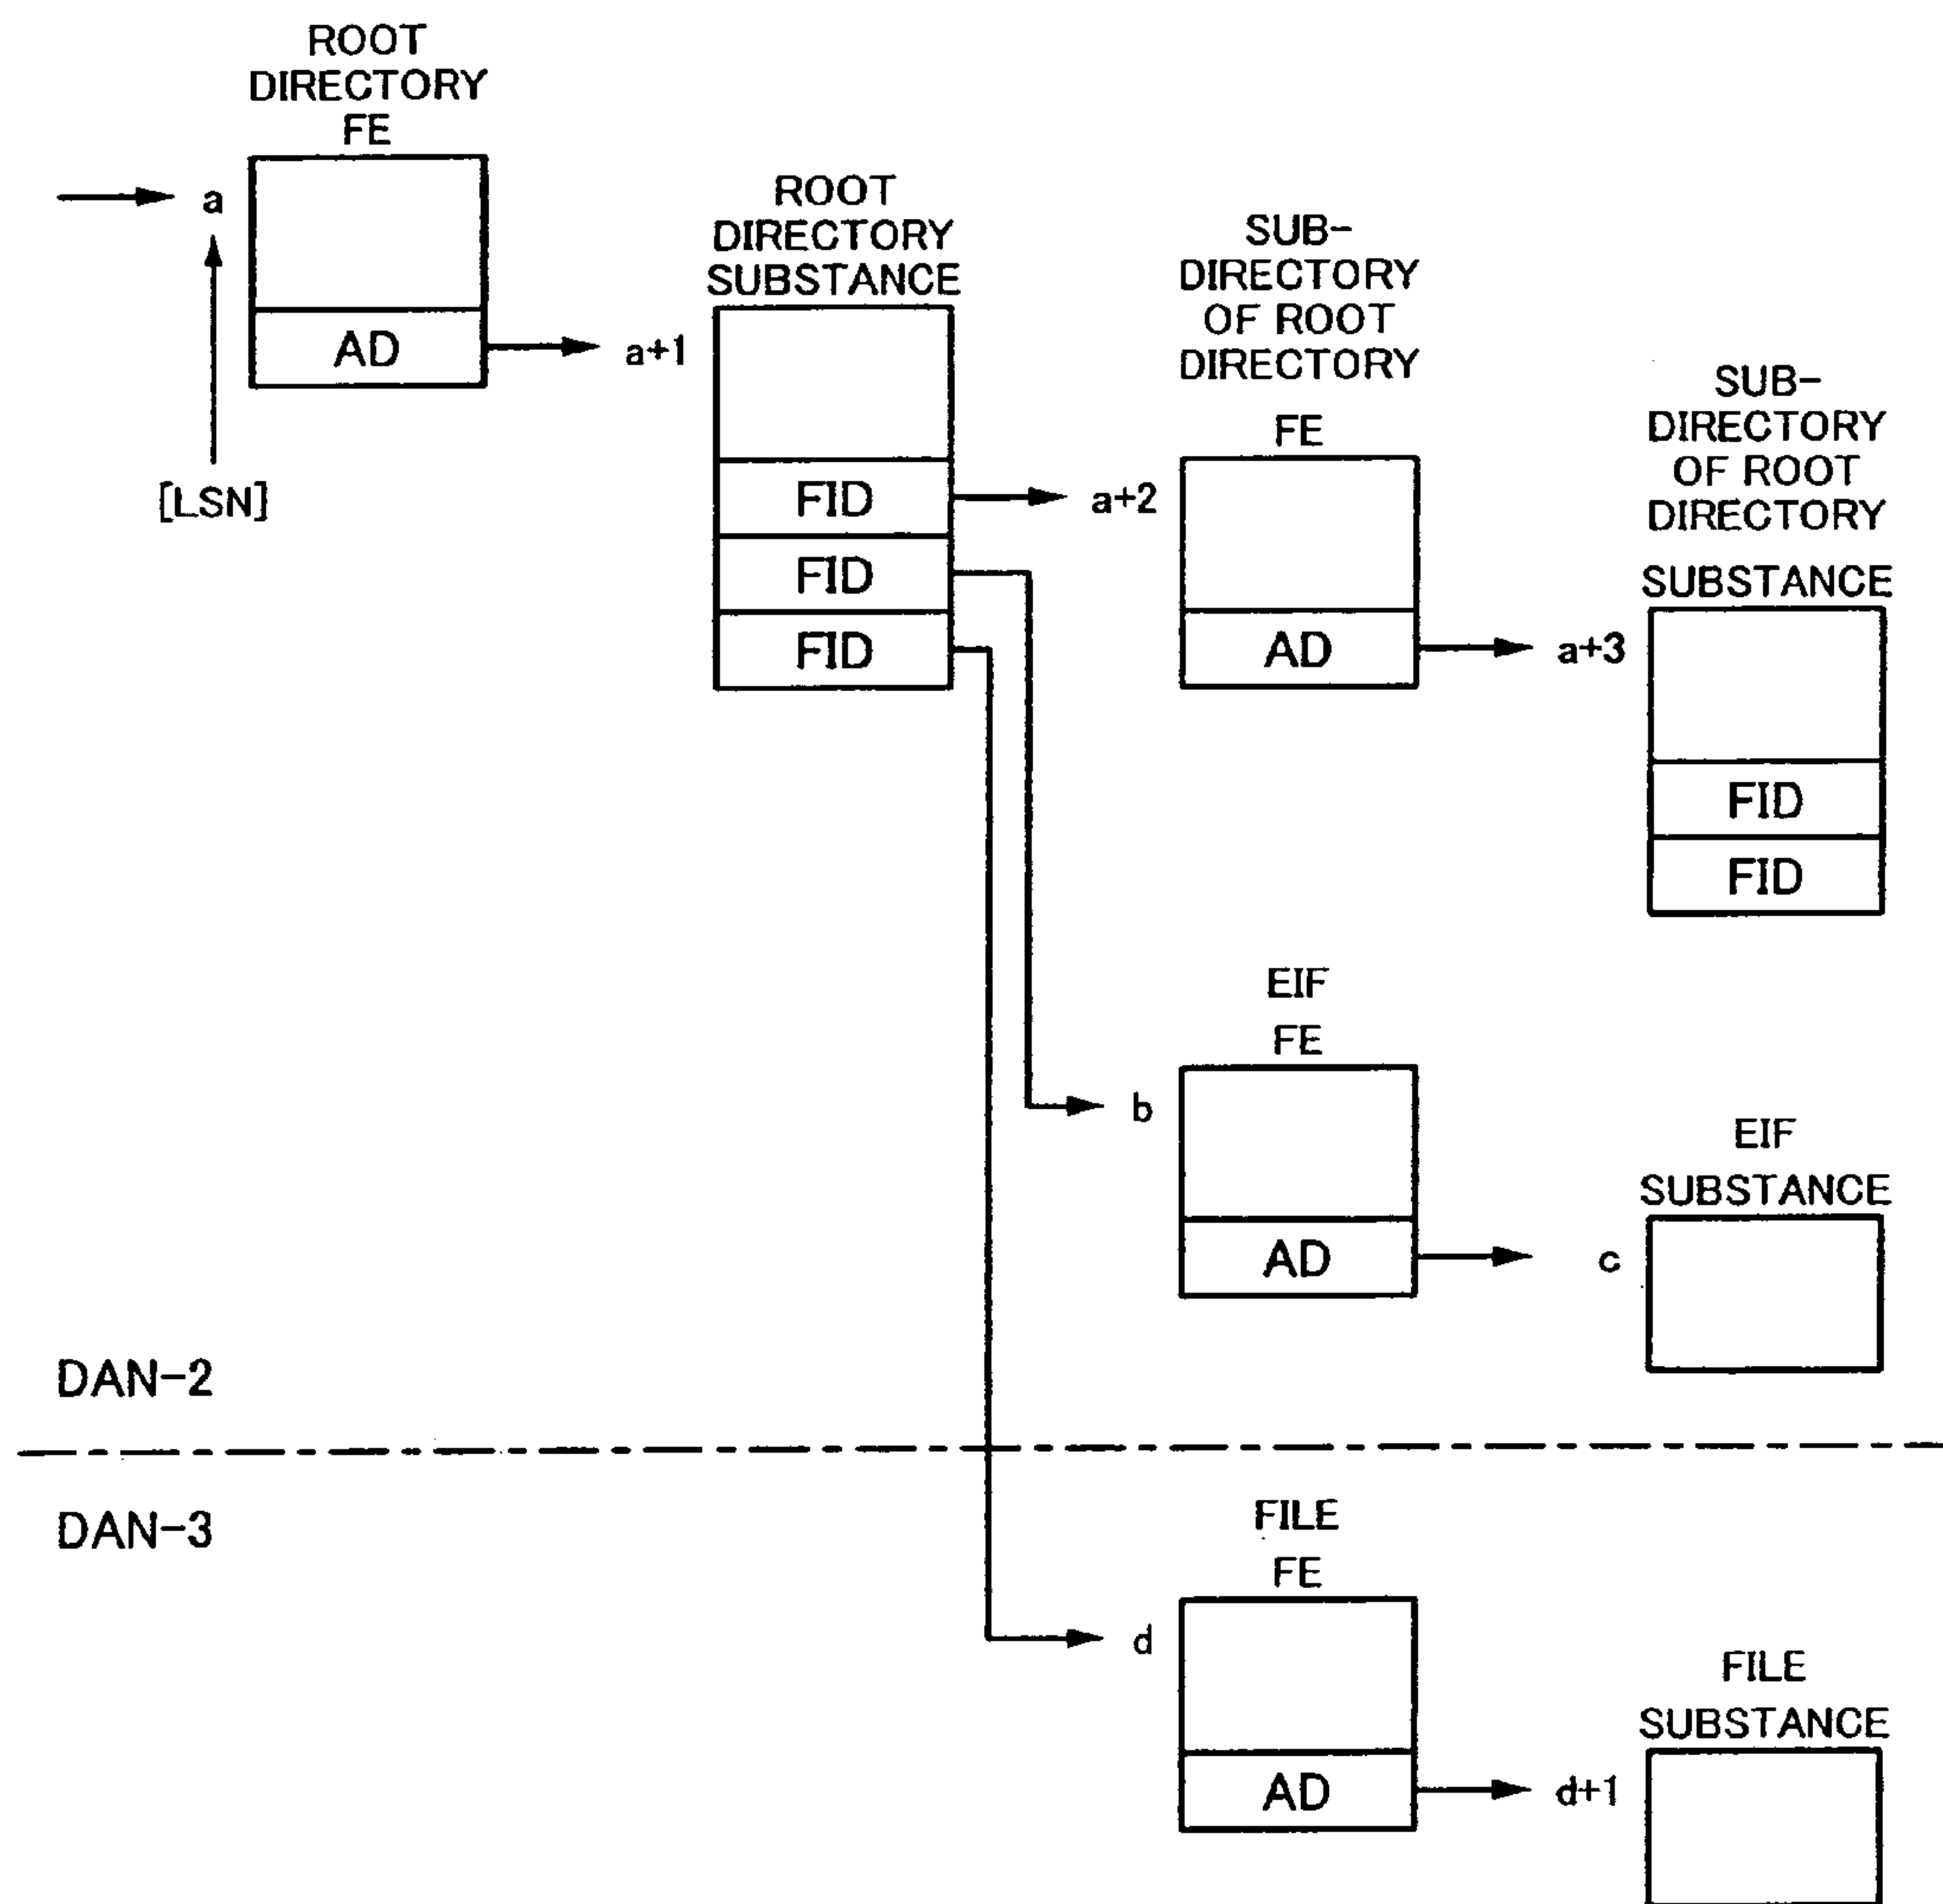 ROOT
DIRECTORY
FE
a
AD
a+1
[LSN]
ROOT
DIRECTORY
SUBSTANCE
FID
FID
FID
a+2
SUB-
DIRECTORY
OF ROOT
DIRECTORY
FE
AD
a+3
SUB-
DIRECTORY
OF ROOT
DIRECTORY
SUBSTANCE
FID
FID
EIF
FE
b
AD
c
EIF
SUBSTANCE
DAN-2
DAN-3
FILE
FE
d
AD
d+1
FILE
SUBSTANCE